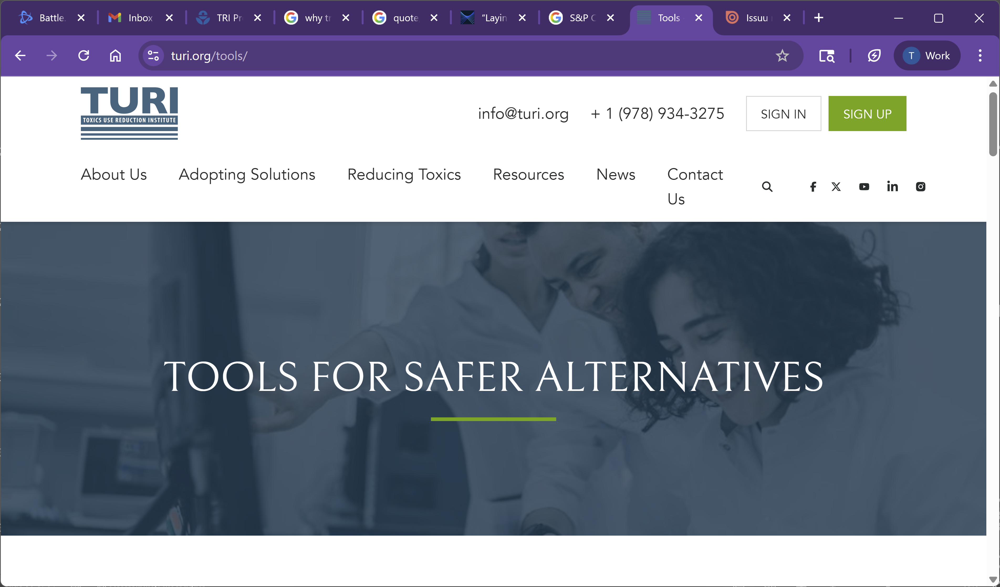 Battle.
Inbox
TRI Pr
why tr
quote
“Layin
S&P C
Tools
Issuu
turi.org/tools/
T
Work
TURI
TOXICS USE REDUCTION INSTITUTE
info@turi.org
+ 1 (978) 934-3275
SIGN IN
SIGN UP
About Us
Adopting Solutions
Reducing Toxics
Resources
News
Contact
Us
TOOLS FOR SAFER ALTERNATIVES